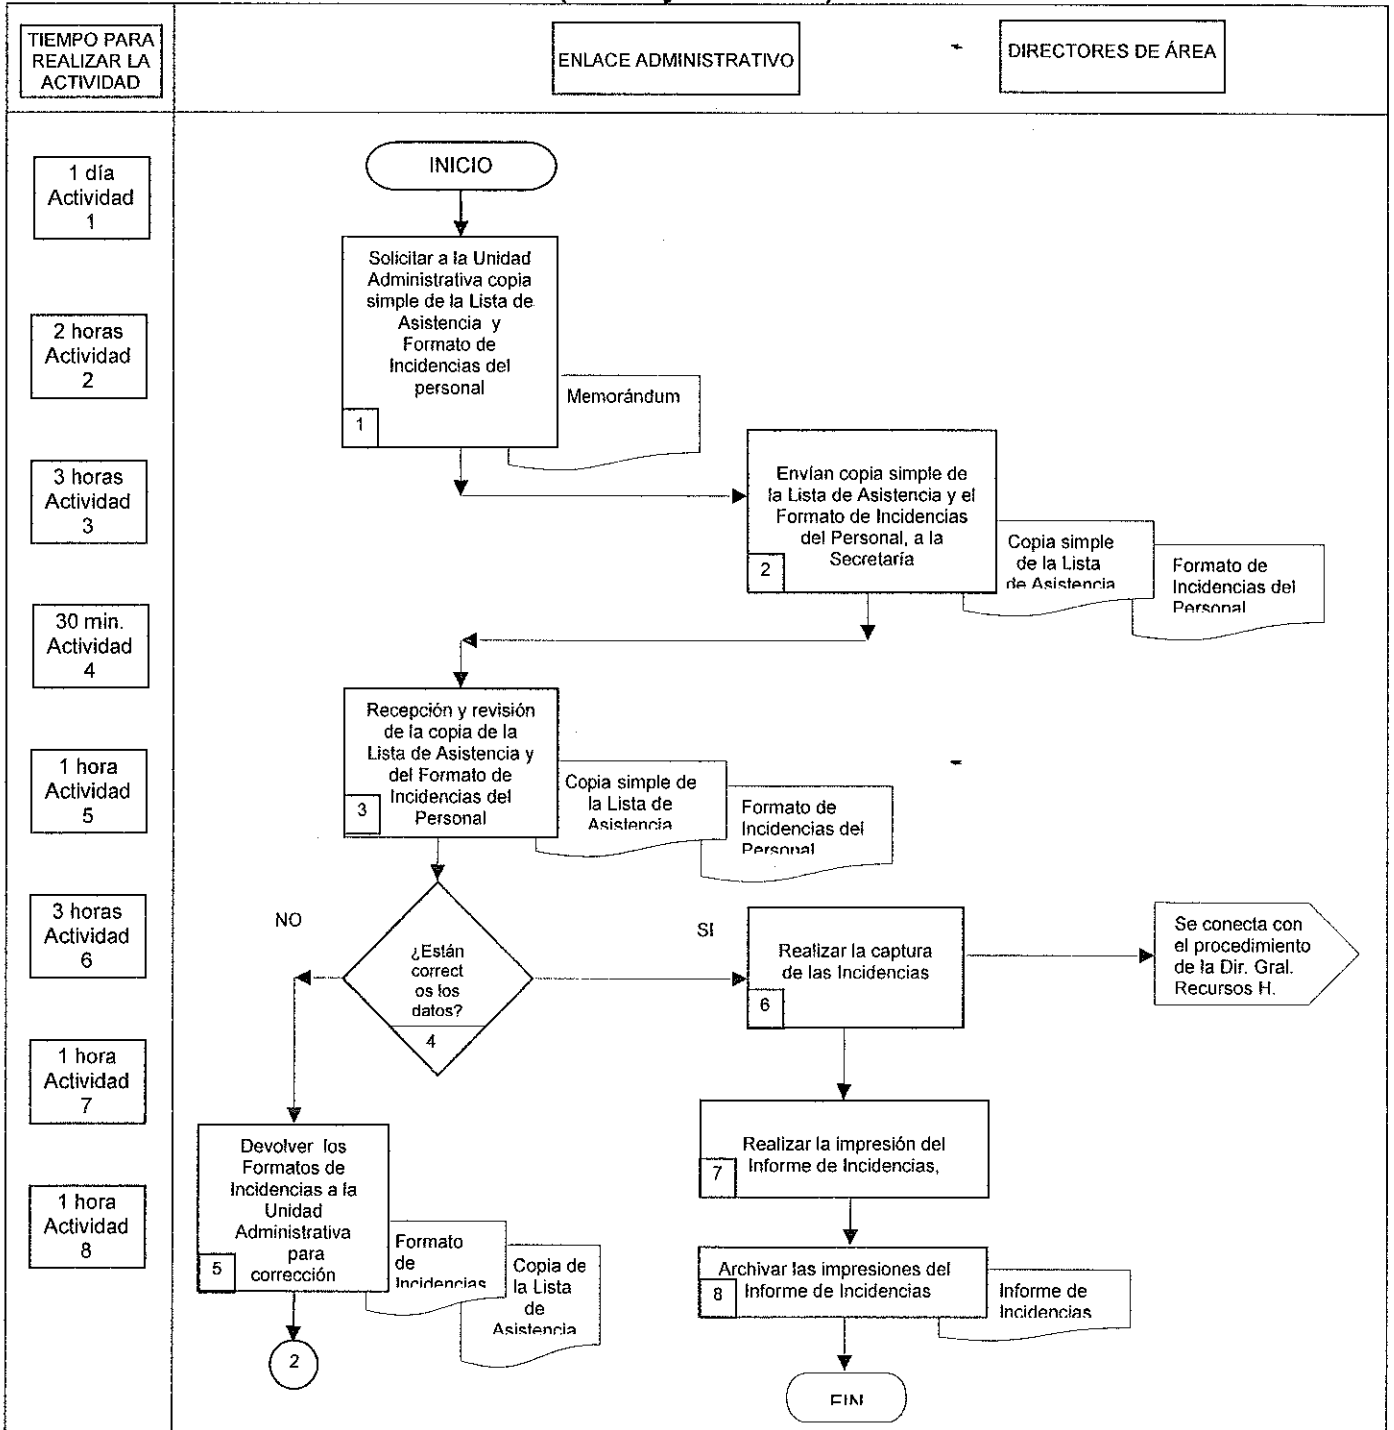 TIEMPO PARA
REALIZAR LA
ACTIVIDAD
ENLACE ADMINISTRATIVO
DIRECTORES DE ÁREA
1 día
Actividad
1
2 horas
Actividad
2
3 horas
Actividad
3
30 min.
Actividad
4
1 hora
Actividad
5
3 horas
Actividad
6
1 hora
Actividad
7
1 hora
Actividad
8
INICIO
Solicitar a la Unidad
Administrativa copia
simple de la Lista de
Asistencia y
Formato de
Incidencias del
personal
1
Memorándum
Envían copia simple de
la Lista de Asistencia y el
Formato de Incidencias
del Personal, a la
Secretaría
2
Copia simple
de la Lista
de Asistencia
Formato de
Incidencias del
Personal
Recepción y revisión
de la copia de la
Lista de Asistencia y
del Formato de
Incidencias del
Personal
3
Copia simple de
la Lista de
Asistencia
Formato de
Incidencias del
Personal
NO
¿Están
correct
os los
datos?
4
SI
Realizar la captura
de las Incidencias
6
Se conecta con
el procedimiento
de la Dir. Gral.
Recursos H.
Devolver los
Formatos de
Incidencias a la
Unidad
Administrativa
para
corrección
5
Formato
de
Incidencias
Copia de
la Lista
de
Asistencia
2
Realizar la impresión del
Informe de Incidencias,
7
Archivar las impresiones del
Informe de Incidencias
8
Informe de
Incidencias
FIN